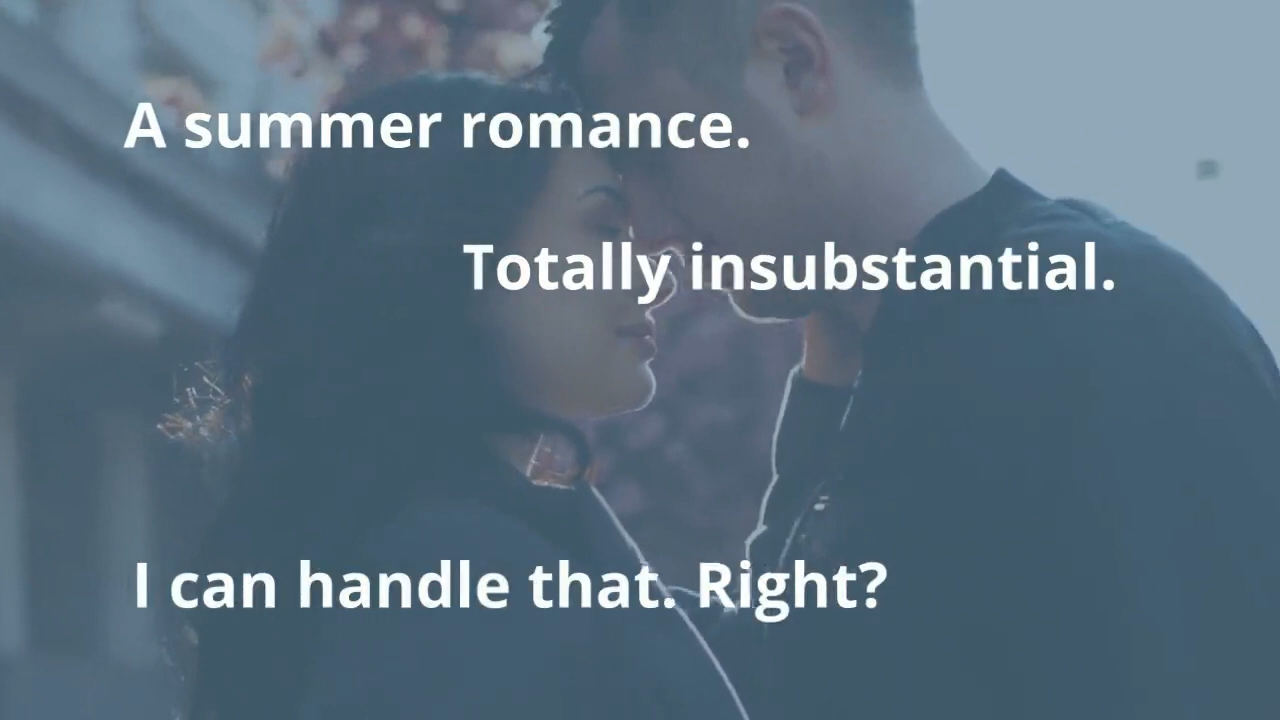 A summer romance.
Totally insubstantial.
I can handle that. Right?